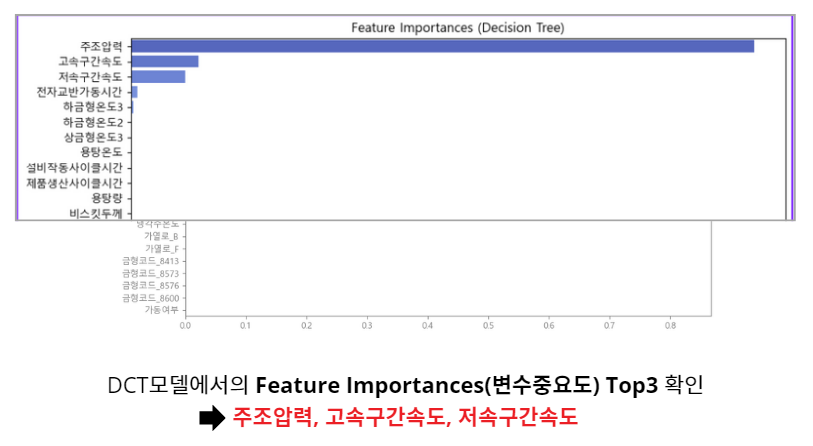 Feature Importances (Decision Tree)
주조압력
고속구간속도
저속구간속도
전자교반가동시간
하금형온도3
하금형온도2
상금형온도3
용탕온도
설비작동사이클시간
제품생산사이클시간
용탕량
비스킷두께
냉각수온도
가열로_B
가열로_F
금형코드_8413
금형코드_8573
금형코드_8576
금형코드_8600
가동여부
0.0 0.1 0.2 0.3 0.4 0.5 0.6 0.7 0.8
DCT모델에서의 Feature Importances(변수중요도) Top3 확인
주조압력, 고속구간속도, 저속구간속도